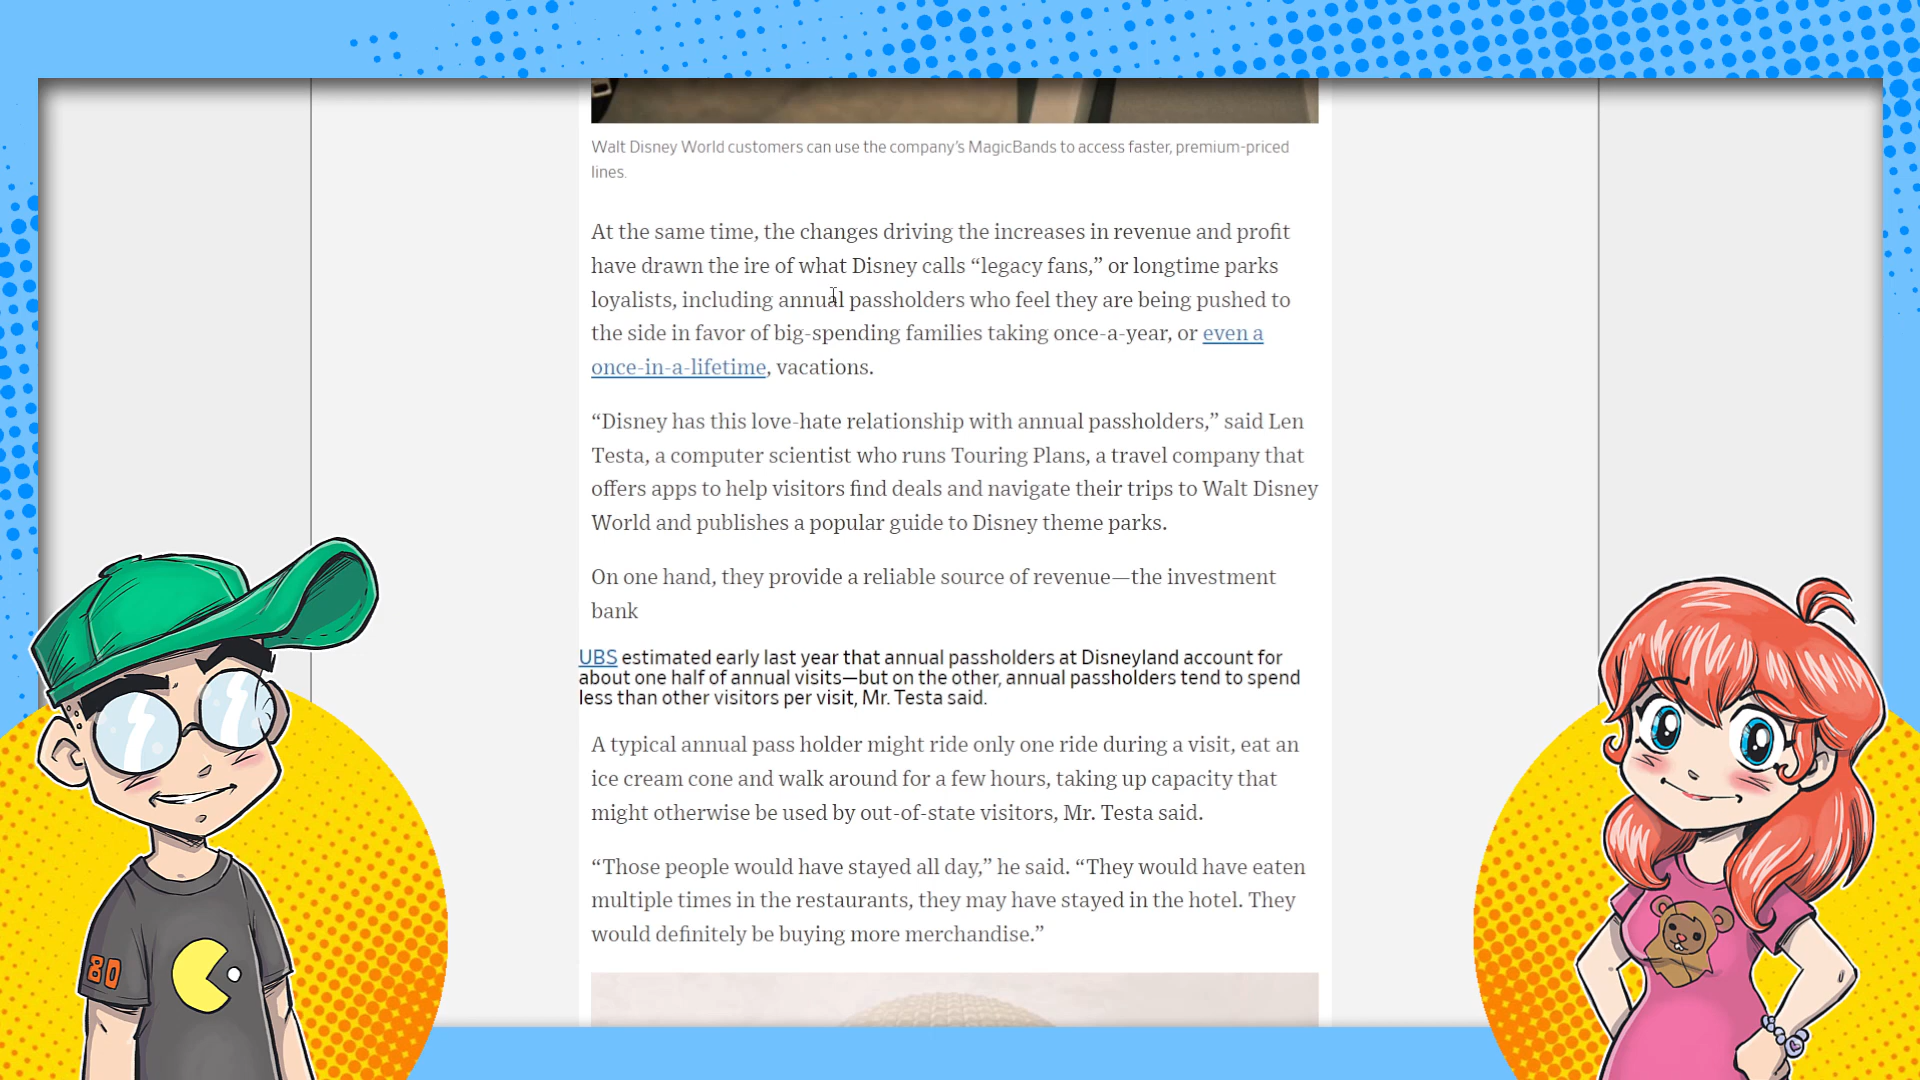 Walt Disney World customers can use the company's MagicBands to access faster, premium-priced
lines.
At the same time, the changes driving the increases in revenue and profit
have drawn the ire of what Disney calls “legacy fans,” or longtime parks
loyalists, including annual passholders who feel they are being pushed to
the side in favor of big-spending families taking once-a-year, or even a
once-in-a-lifetime, vacations.
“Disney has this love-hate relationship with annual passholders,” said Len
Testa, a computer scientist who runs Touring Plans, a travel company that
offers apps to help visitors find deals and navigate their trips to Walt Disney
World and publishes a popular guide to Disney theme parks.
On one hand, they provide a reliable source of revenue—the investment
bank
UBS estimated early last year that annual passholders at Disneyland account for
about one half of annual visits—but on the other, annual passholders tend to spend
less than other visitors per visit, Mr. Testa said.
A typical annual pass holder might ride only one ride during a visit, eat an
ice cream cone and walk around for a few hours, taking up capacity that
might otherwise be used by out-of-state visitors, Mr. Testa said.
“Those people would have stayed all day,” he said. “They would have eaten
multiple times in the restaurants, they may have stayed in the hotel. They
would definitely be buying more merchandise.”
80